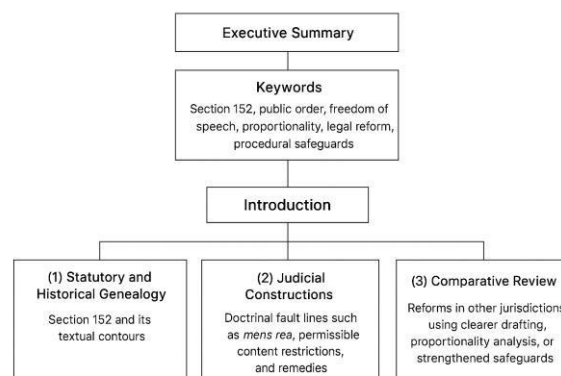 Executive Summary
Keywords
Section 152, public order, freedom of
speech, proportionality, legal reform,
procedural safeguards
Introduction
(1) Statutory and
Historical Genealogy
Section 152 and its
textual contours
(2) Judicial
Constructions
Doctrinal fault lines such
as mens rea, permissible
content restrictions,
and remedies
(3) Comparative Review
Reforms in other jurisdictions
using clearer drafting,
proportionality analysis, or
strengthened safeguards